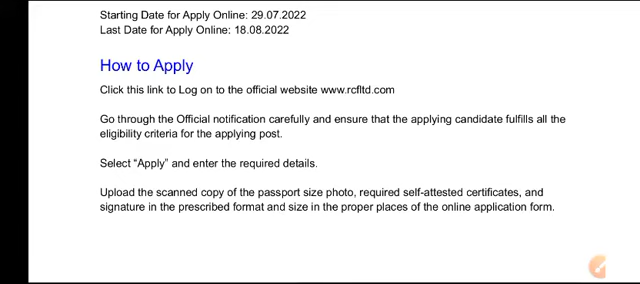 Starting Date for Apply Online: 29.07.2022
Last Date for Apply Online: 18.08.2022
How to Apply
Click this link to Log on to the official website www.rcfltd.com
Go through the Official notification carefully and ensure that the applying candidate fulfills all the
eligibility criteria for the applying post.
Select “Apply” and enter the required details.
Upload the scanned copy of the passport size photo, required self-attested certificates, and
signature in the prescribed format and size in the proper places of the online application form.